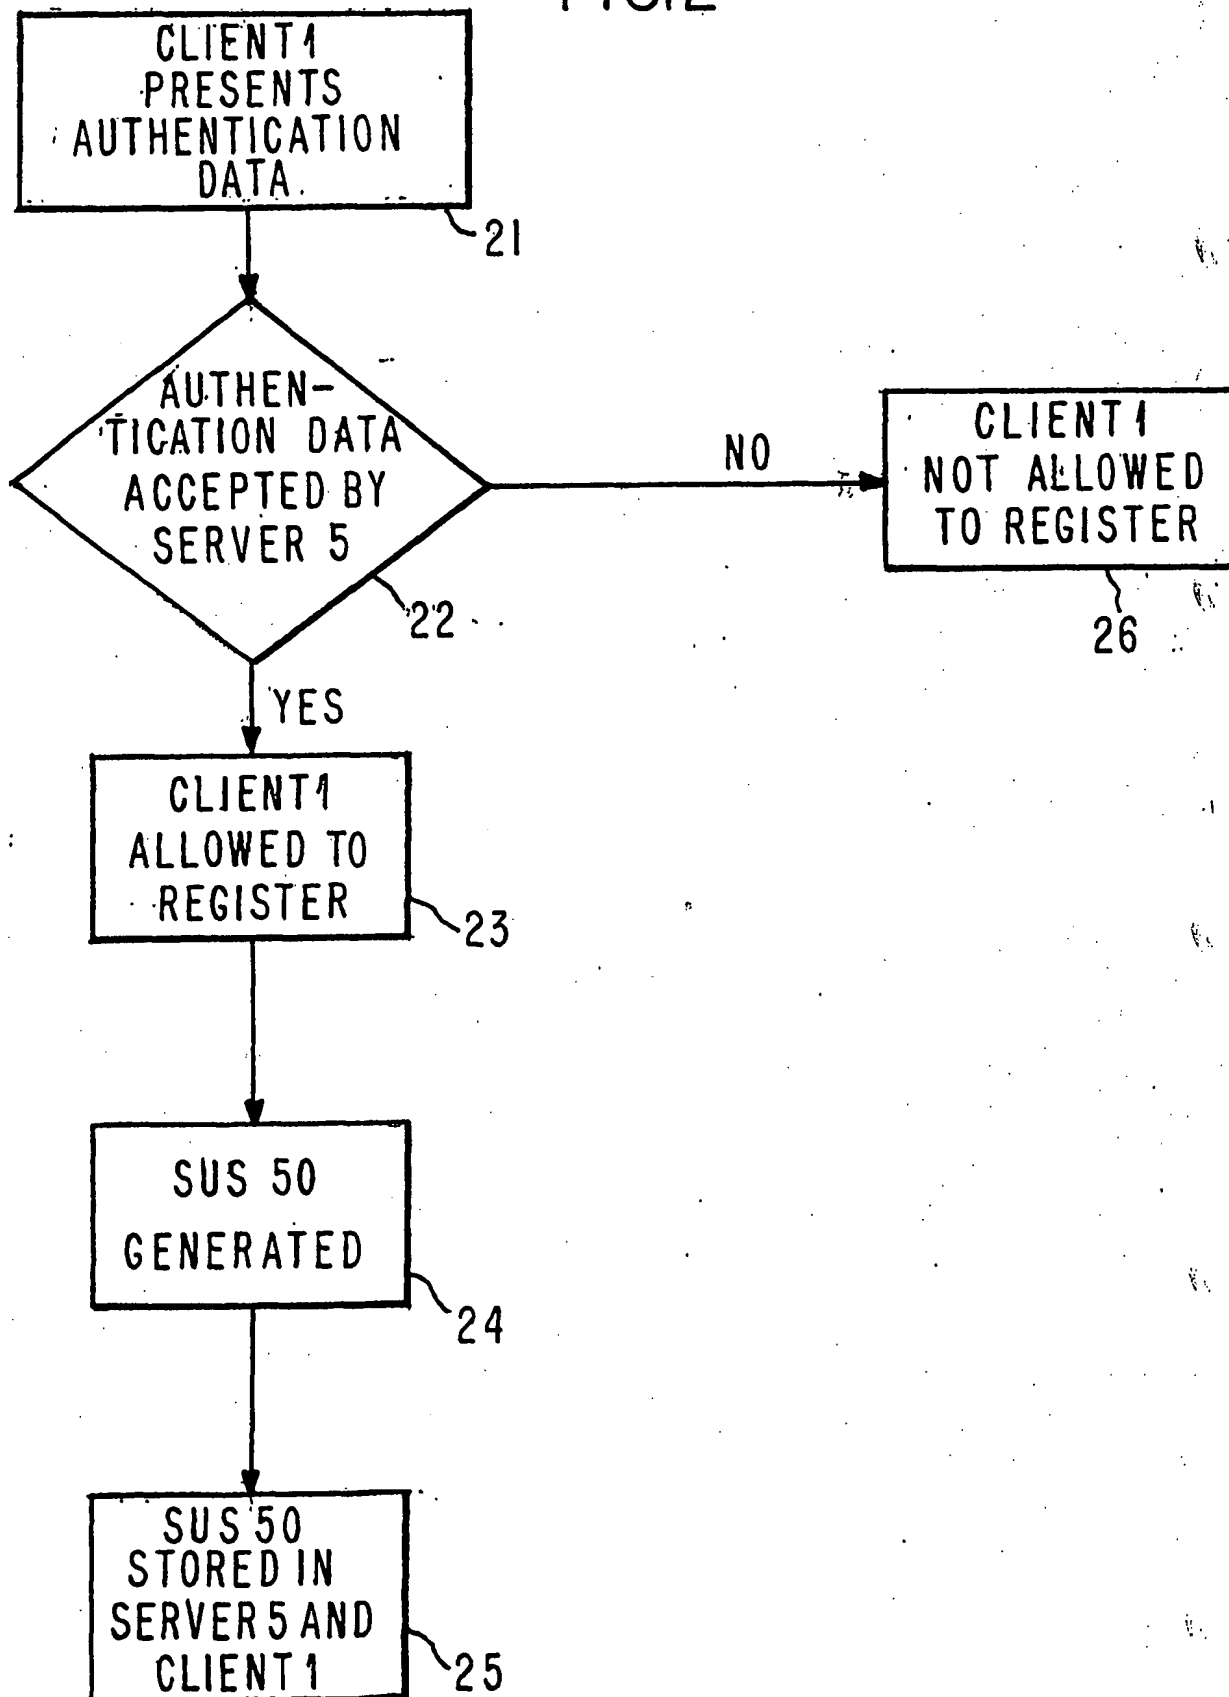 CLIENT 1
PRESENTS
AUTHENTICATION
DATA.
21
AUTHEN-
TICATION DATA
ACCEPTED BY
SERVER 5
22
NO
CLIENT 1
NOT ALLOWED
TO REGISTER
26
YES
CLIENT 1
ALLOWED TO
REGISTER
23
SUS 50
GENERATED
24
SUS 50
STORED IN
SERVER 5 AND
CLIENT 1
25